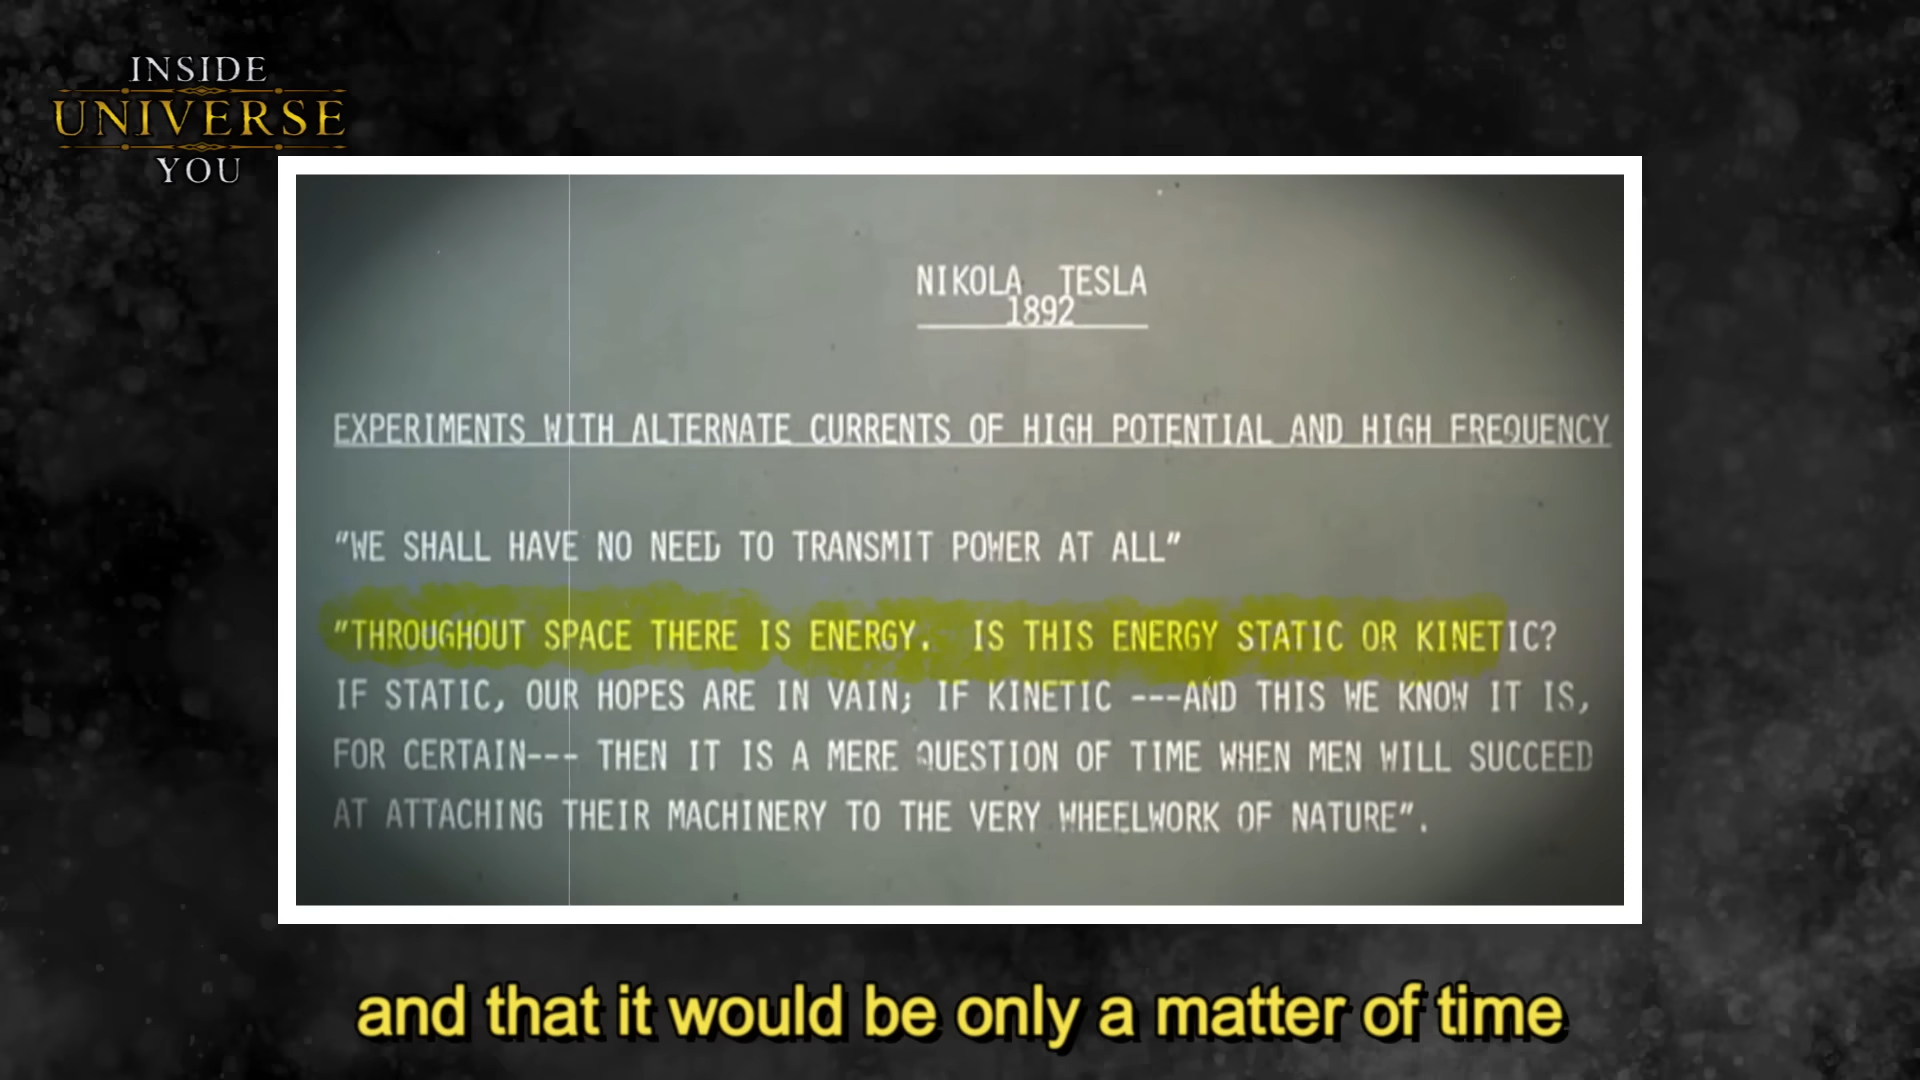 INSIDE
UNIVERSE
YOU
NIKOLA TESLA
1892
EXPERIMENTS WITH ALTERNATE CURRENTS OF HIGH POTENTIAL AND HIGH FREQUENCY
"WE SHALL HAVE NO NEED TO TRANSMIT POWER AT ALL"
"THROUGHOUT SPACE THERE IS ENERGY. IS THIS ENERGY STATIC OR KINETIC?
IF STATIC, OUR HOPES ARE IN VAIN; IF KINETIC ---AND THIS WE KNOW IT IS,
FOR CERTAIN--- THEN IT IS A MERE QUESTION OF TIME WHEN MEN WILL SUCCEED
AT ATTACHING THEIR MACHINERY TO THE VERY WHEELWORK OF NATURE".
and that it would be only a matter of time